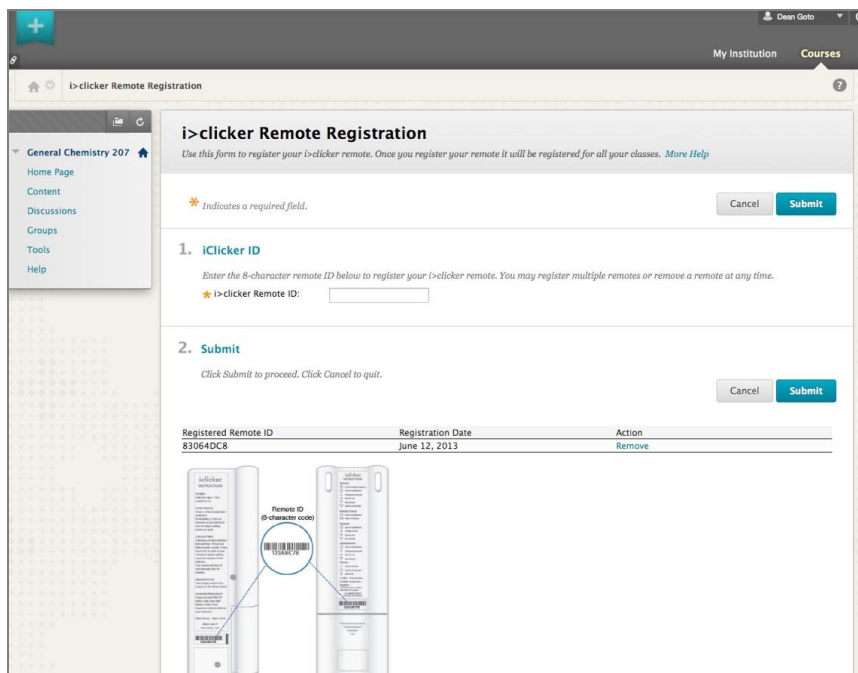 +
Dean Goto
My Institution Courses
i>clicker Remote Registration
?
General Chemistry 207
Home Page
Content
Discussions
Groups
Tools
Help
i>clicker Remote Registration
Use this form to register your i>clicker remote. Once you register your remote it will be registered for all your classes. More Help
* Indicates a required field.
Cancel Submit
1. iClicker ID
Enter the 8-character remote ID below to register your i>clicker remote. You may register multiple remotes or remove a remote at any time.
* i>clicker Remote ID:
2. Submit
Click Submit to proceed. Click Cancel to quit.
Cancel Submit
Registered Remote ID Registration Date Action
83064DC8 June 12, 2013 Remove
i>clicker
INSTRUCTIONS
i>clicker
INSTRUCTIONS
Remote ID
(8-character code)
123ABC78